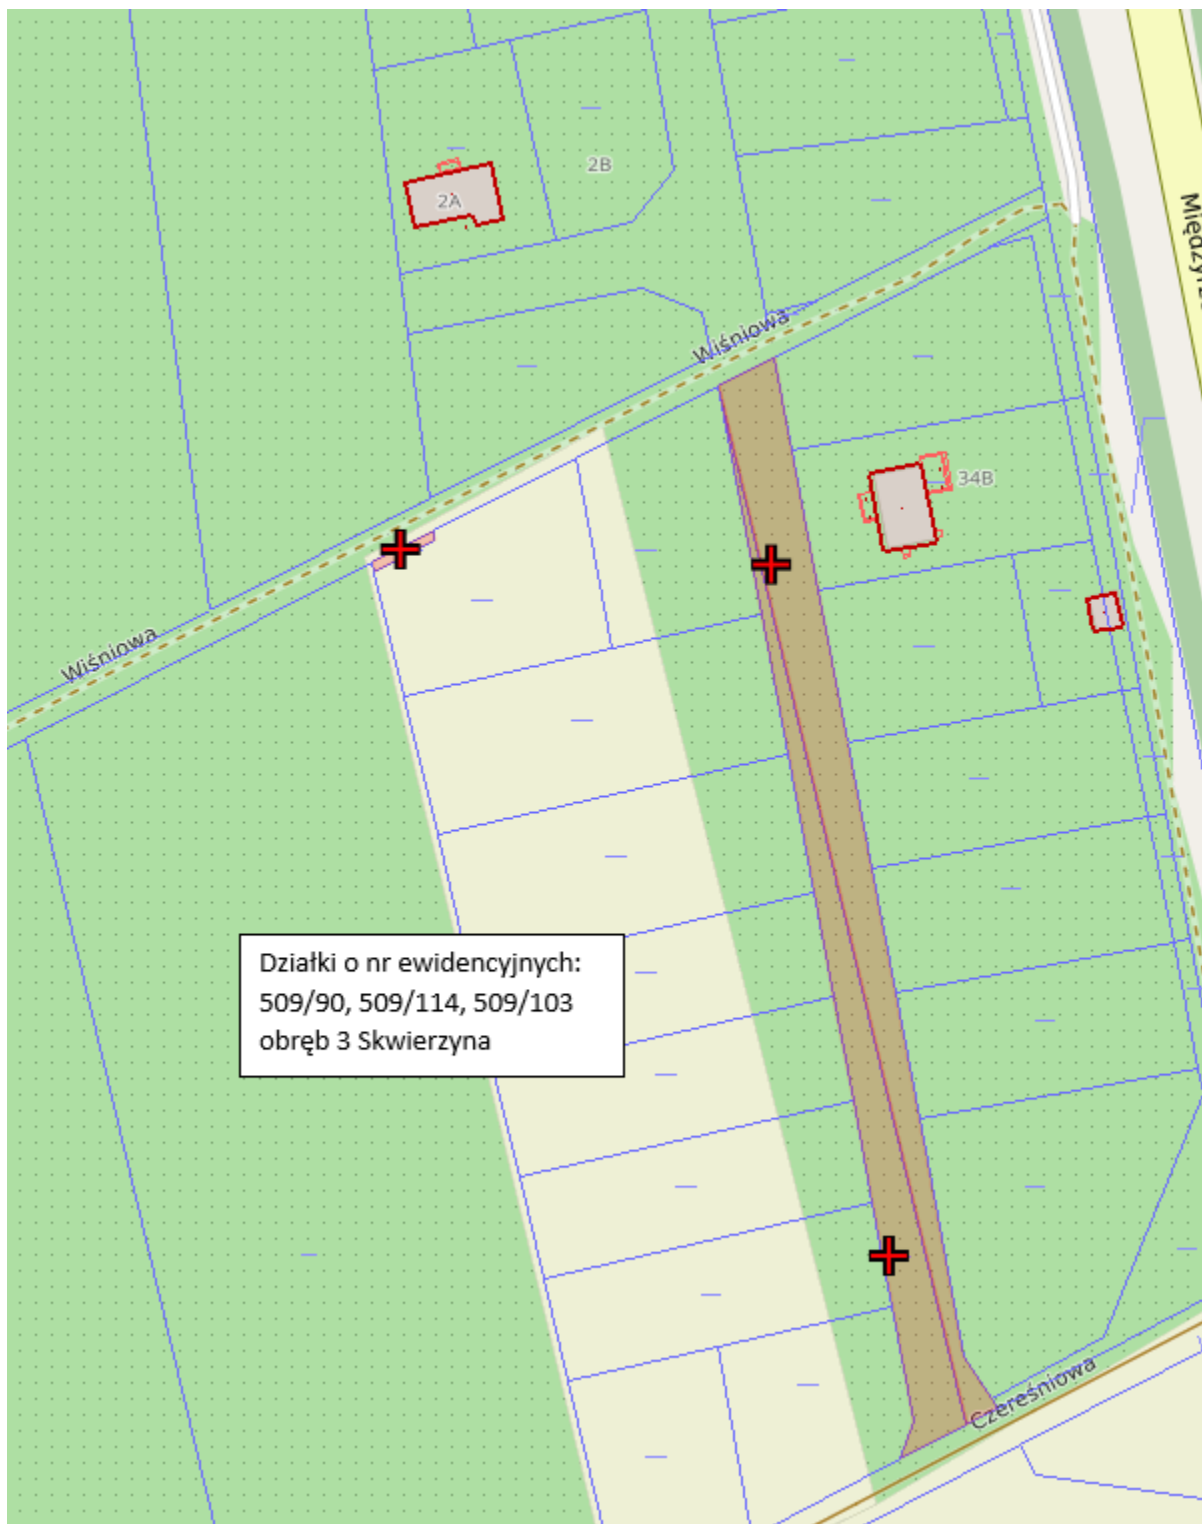 2B
2A
Wiśniowa
34B
Wiśniowa
Działki o nr ewidencyjnych:
509/90, 509/114, 509/103
obręb 3 Skwierzyna
Czereśniowa